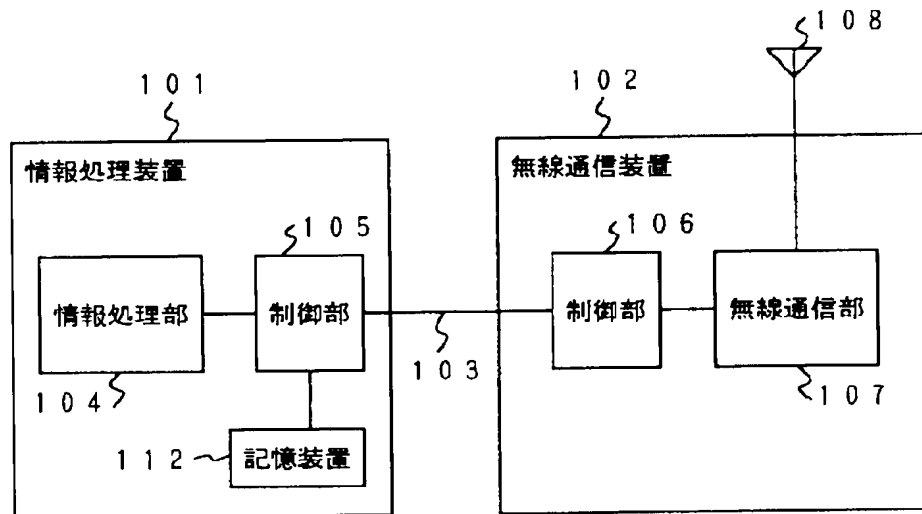 108
101
102
情報処理装置
無線通信装置
105
106
情報処理部
制御部
制御部
無線通信部
103
104
107
112
記憶装置